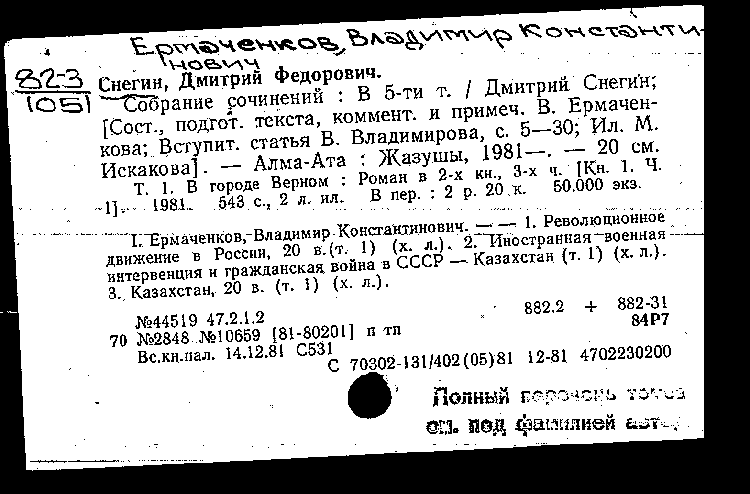 Ермаченков, Владимир Константи-
нович
82-3
1051
Снегин, Дмитрий Федорович.
Собрание сочинений : В 5-ти т. / Дмитрий Снегин;
[Сост., подгот. текста, коммент. и примеч. В. Ермачен-
кова; Вступит. статья В. Владимирова, с. 5—30; Ил. М.
Искакова]. — Алма-Ата : Жазушы, 1981—. — 20 см.
Т. 1. В городе Верном : Роман в 2-х кн., 3-х ч. [Кн. 1. Ч.
1]. 1981. 543 с., 2 л. ил. В пер. : 2 р. 20 к. 50.000 экз.
1. Ермаченков, Владимир Константинович. — — 1. Революционное
движение в России, 20 в. (т. 1) (х. л.). 2. Иностранная военная
интервенция и гражданская война в СССР — Казахстан (т. 1) (х. л.).
3. Казахстан, 20 в. (т. 1) (х. л.).
№44519 47.2.1.2 882.2 + 882-31
70 №2848 №10659 [81-80201] п тп 84Р7
Вс.кн.пал. 14.12.81 С531
С 70302-131/402(05)81 12-81 4702230200
Полный перечень томов
см. под фамилией